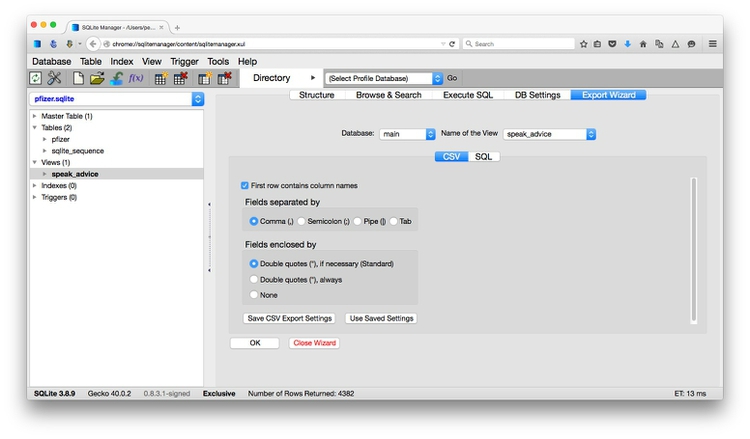 SQLite Manager - /Users/pe...
chrome://sqlitemanager/content/sqlitemanager.xul
Search
Database Table Index View Trigger Tools Help
f(x) Directory (Select Profile Database) Go
pfizer.sqlite
Structure Browse & Search Execute SQL DB Settings Export Wizard
Master Table (1)
Tables (2)
pfizer
sqlite_sequence
Views (1)
speak_advice
Indexes (0)
Triggers (0)
Database: main Name of the View speak_advice
CSV SQL
First row contains column names
Fields separated by
Comma (,) Semicolon (;) Pipe (|) Tab
Fields enclosed by
Double quotes ("), if necessary (Standard)
Double quotes ("), always
None
Save CSV Export Settings Use Saved Settings
OK Close Wizard
SQLite 3.8.9 Gecko 40.0.2 0.8.3.1-signed Exclusive Number of Rows Returned: 4382 ET: 13 ms